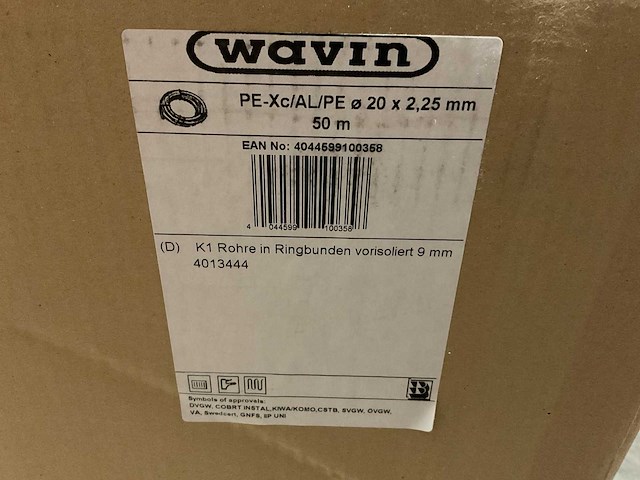 wavin
PE-Xc/AL/PE ø 20 x 2,25 mm
50 m
EAN No: 4044599100358
4 044599 100358
(D) K1 Rohre in Ringbunden vorisoliert 9 mm
4013444
Symbols of approvals:
DVGW, COBRT INSTAL,KIWA/KOMO,CSTB, SVGW, ÖVGW,
VA, Swedcert, GNFS, IIP UNI